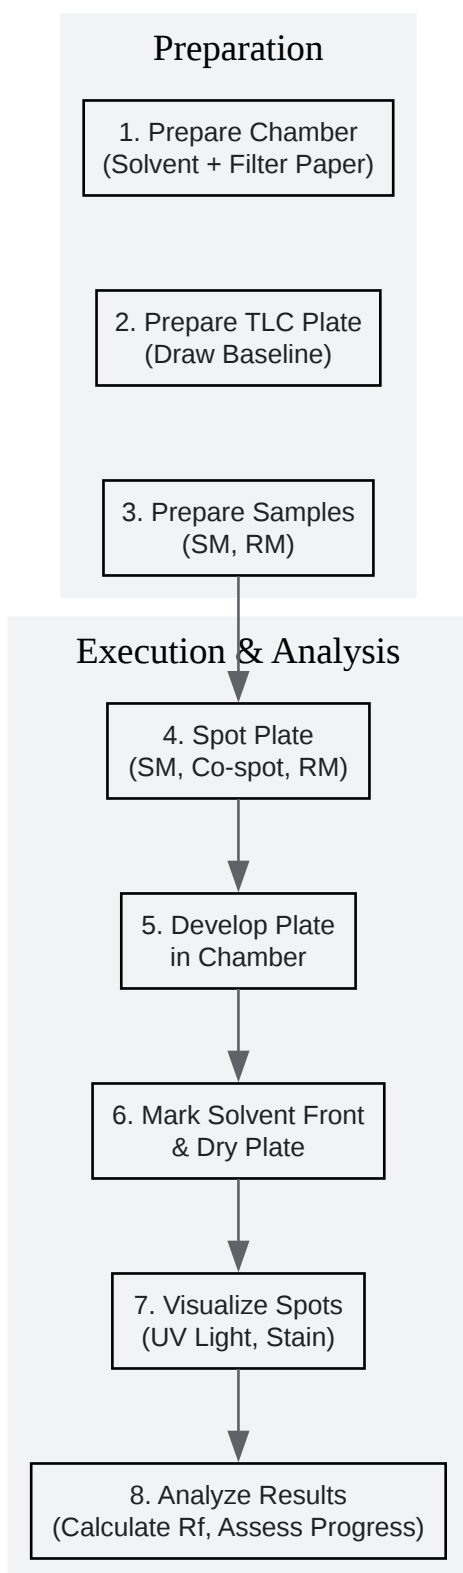 Preparation
1. Prepare Chamber
(Solvent + Filter Paper)
2. Prepare TLC Plate
(Draw Baseline)
3. Prepare Samples
(SM, RM)
Execution & Analysis
4. Spot Plate
(SM, Co-spot, RM)
5. Develop Plate
in Chamber
6. Mark Solvent Front
& Dry Plate
7. Visualize Spots
(UV Light, Stain)
8. Analyze Results
(Calculate Rf, Assess Progress)